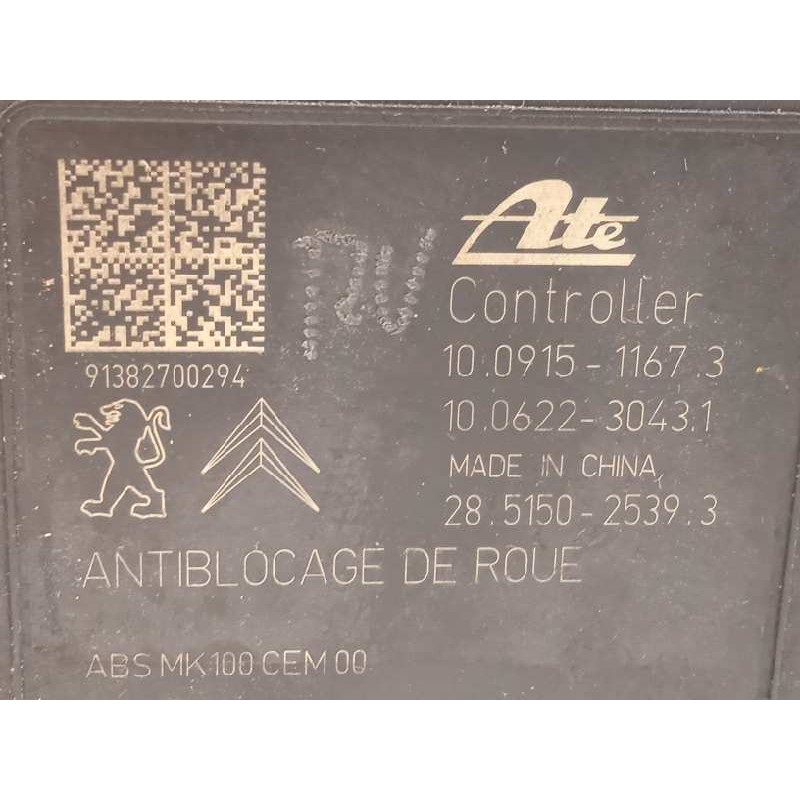 Ate
Controller
91382700294
10.0915-1167.3
10.0622-3043.1
MADE IN CHINA
28.5150-2539.3
ANTIBLOCAGE DE ROUE
ABS MK100 CEM 00